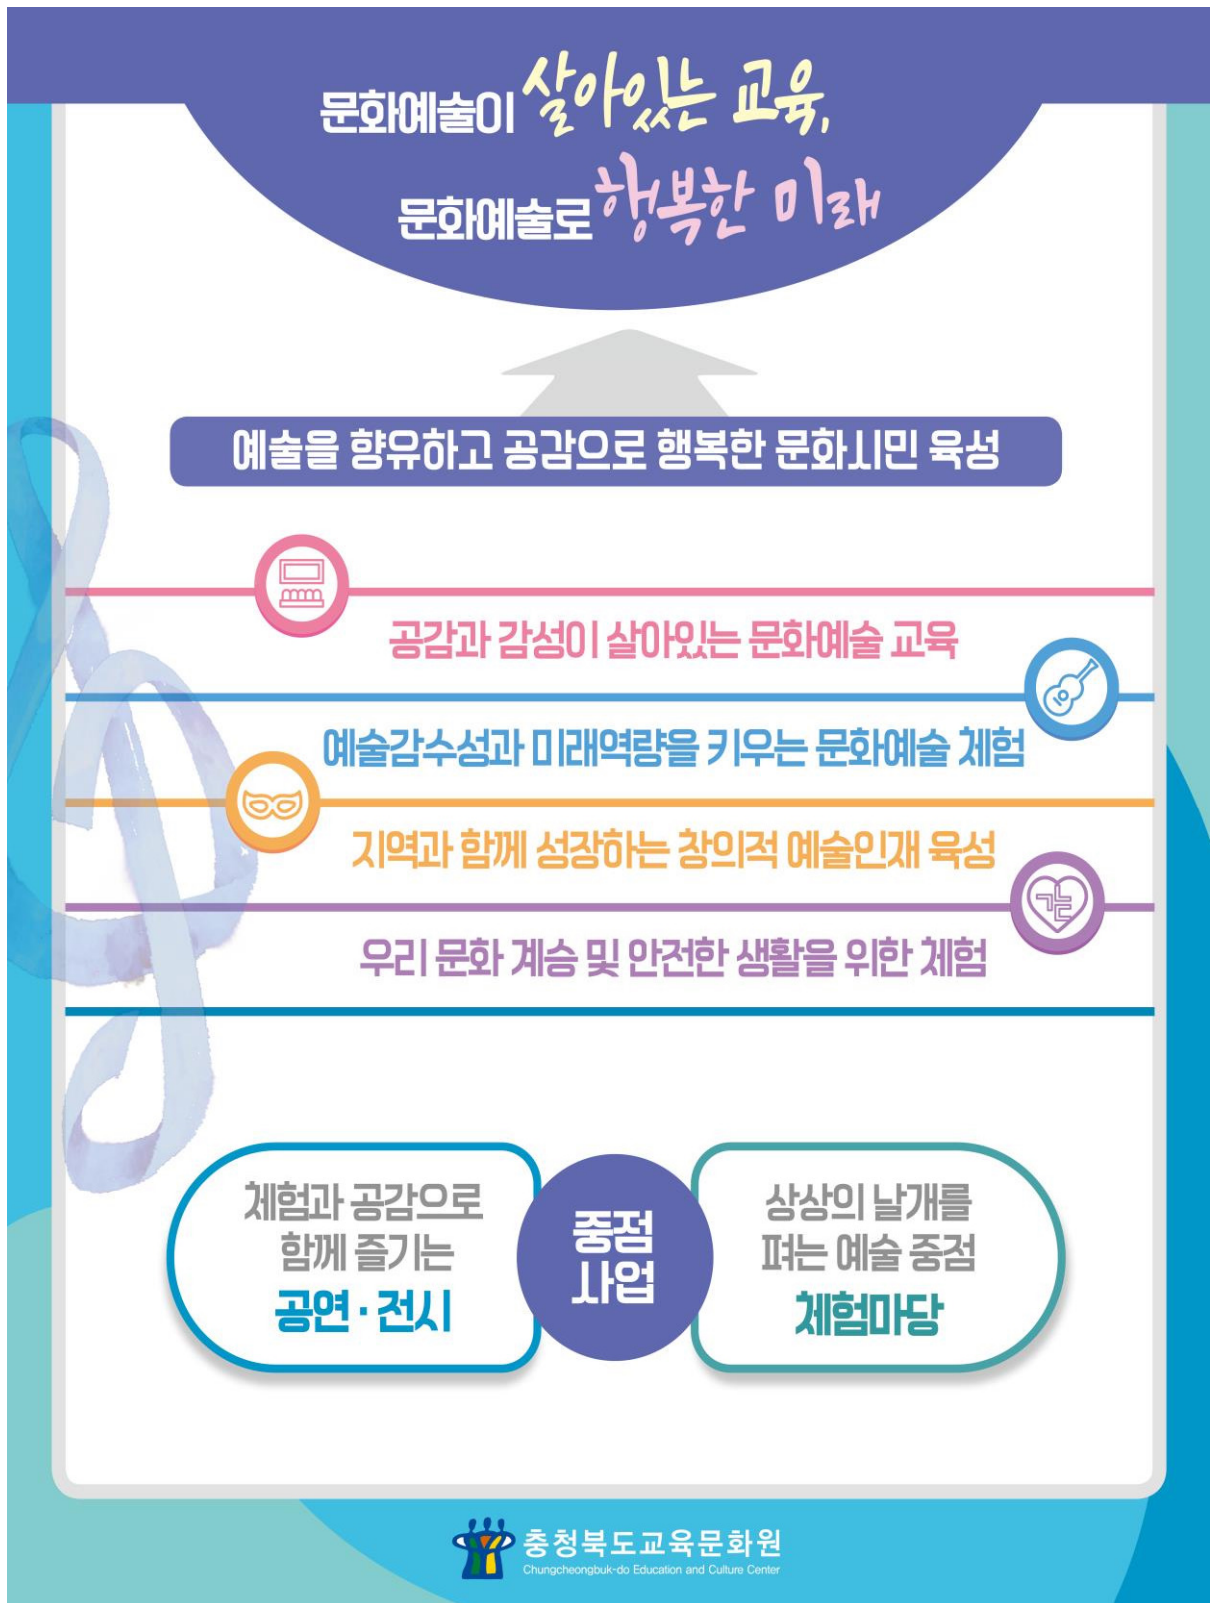 문화예술이 살아있는 교육,
문화예술로 행복한 미래
예술을 향유하고 공감으로 행복한 문화시민 육성
공감과 감성이 살아있는 문화예술 교육
예술감수성과 미래역량을 키우는 문화예술 체험
지역과 함께 성장하는 창의적 예술인재 육성
우리 문화 계승 및 안전한 생활을 위한 체험
체험과 공감으로
함께 즐기는
공연·전시
중점
사업
상상의 날개를
펴는 예술 중점
체험마당
충청북도교육문화원
Chungcheongbuk-do Education and Culture Center